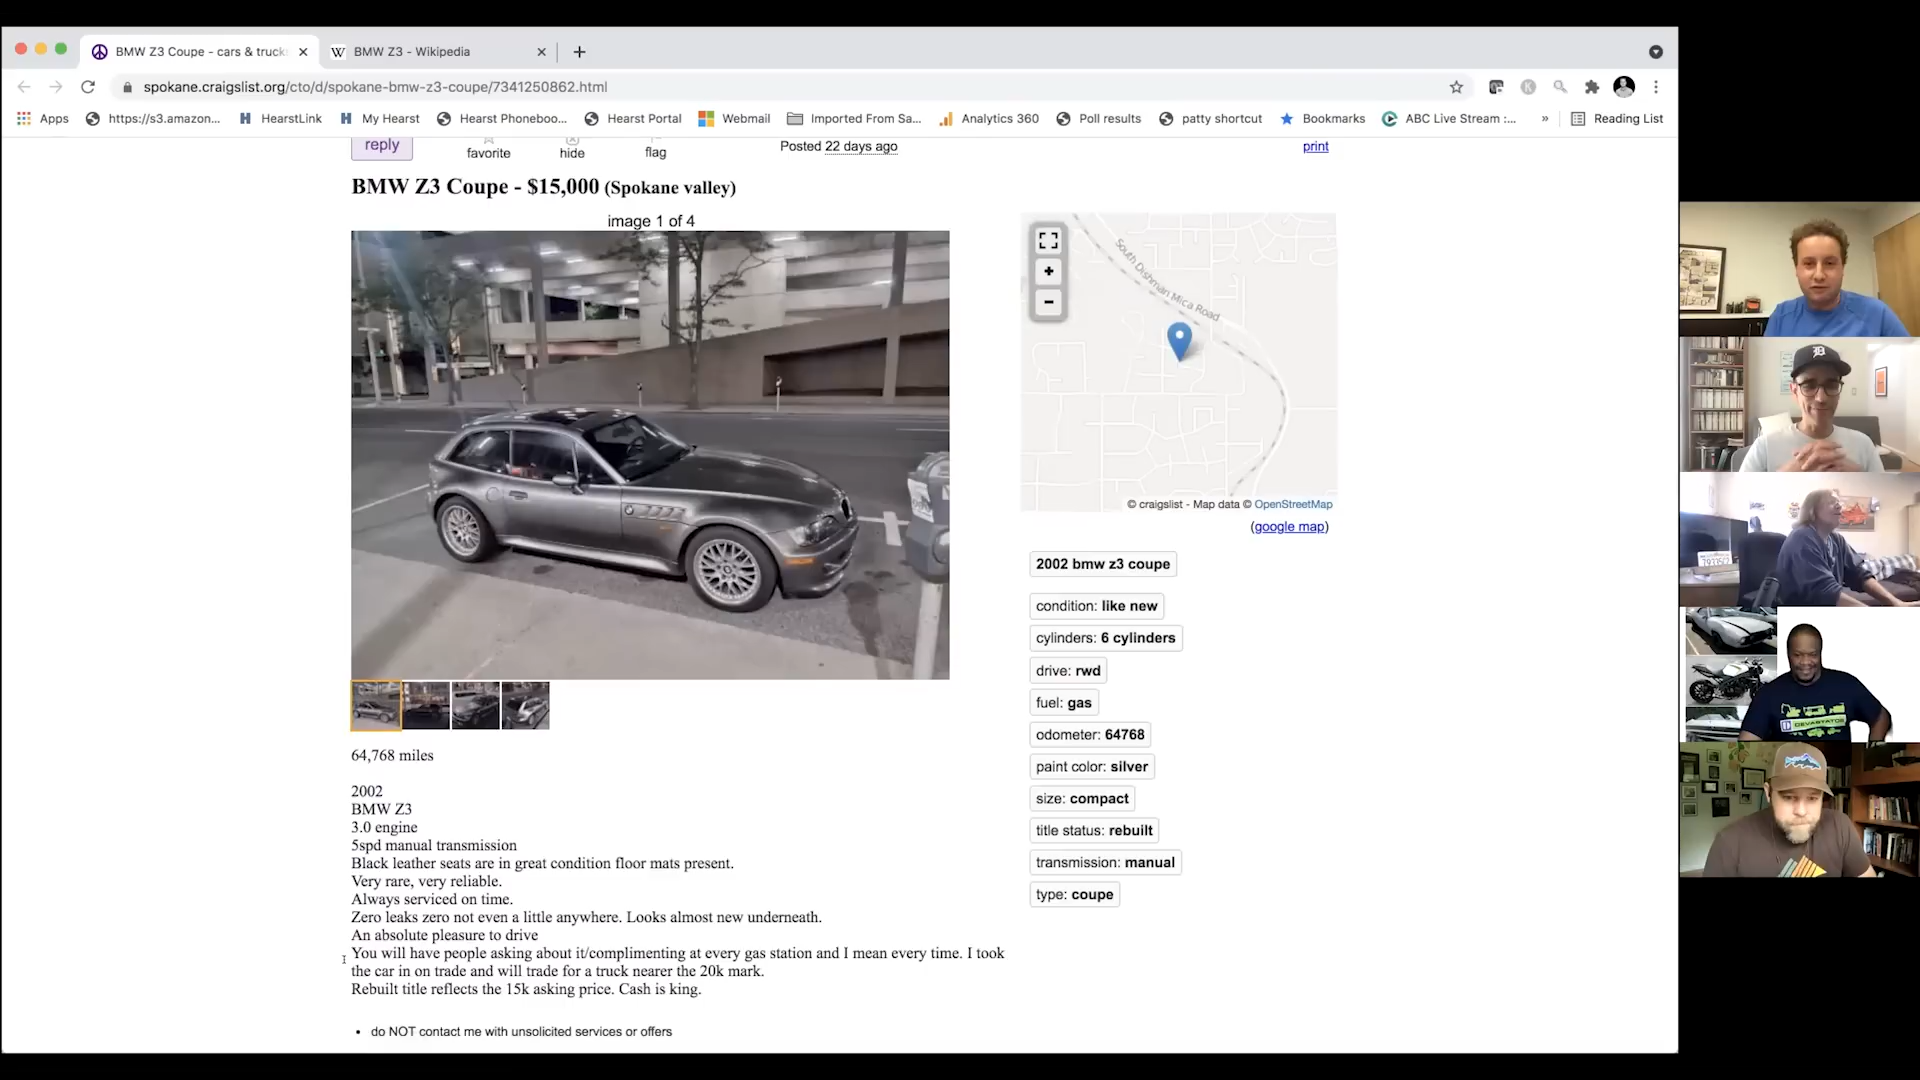 BMW Z3 Coupe - cars & truck
W BMW Z3 - Wikipedia
spokane.craigslist.org/cto/d/spokane-bmw-z3-coupe/7341250862.html
Apps https://s3.amazon... HearstLink My Hearst Hearst Phoneboo... Hearst Portal Webmail Imported From Sa... Analytics 360 Poll results patty shortcut Bookmarks ABC Live Stream :... » Reading List
reply favorite hide flag Posted 22 days ago print
BMW Z3 Coupe - $15,000 (Spokane valley)
image 1 of 4
South Dishman Mica Road
© craigslist - Map data © OpenStreetMap
(google map)
2002 bmw z3 coupe
condition: like new
cylinders: 6 cylinders
drive: rwd
fuel: gas
odometer: 64768
paint color: silver
size: compact
title status: rebuilt
transmission: manual
type: coupe
64,768 miles
2002
BMW Z3
3.0 engine
5spd manual transmission
Black leather seats are in great condition floor mats present.
Very rare, very reliable.
Always serviced on time.
Zero leaks zero not even a little anywhere. Looks almost new underneath.
An absolute pleasure to drive
You will have people asking about it/complimenting at every gas station and I mean every time. I took
the car in on trade and will trade for a truck nearer the 20k mark.
Rebuilt title reflects the 15k asking price. Cash is king.
• do NOT contact me with unsolicited services or offers
DEVASTATOR